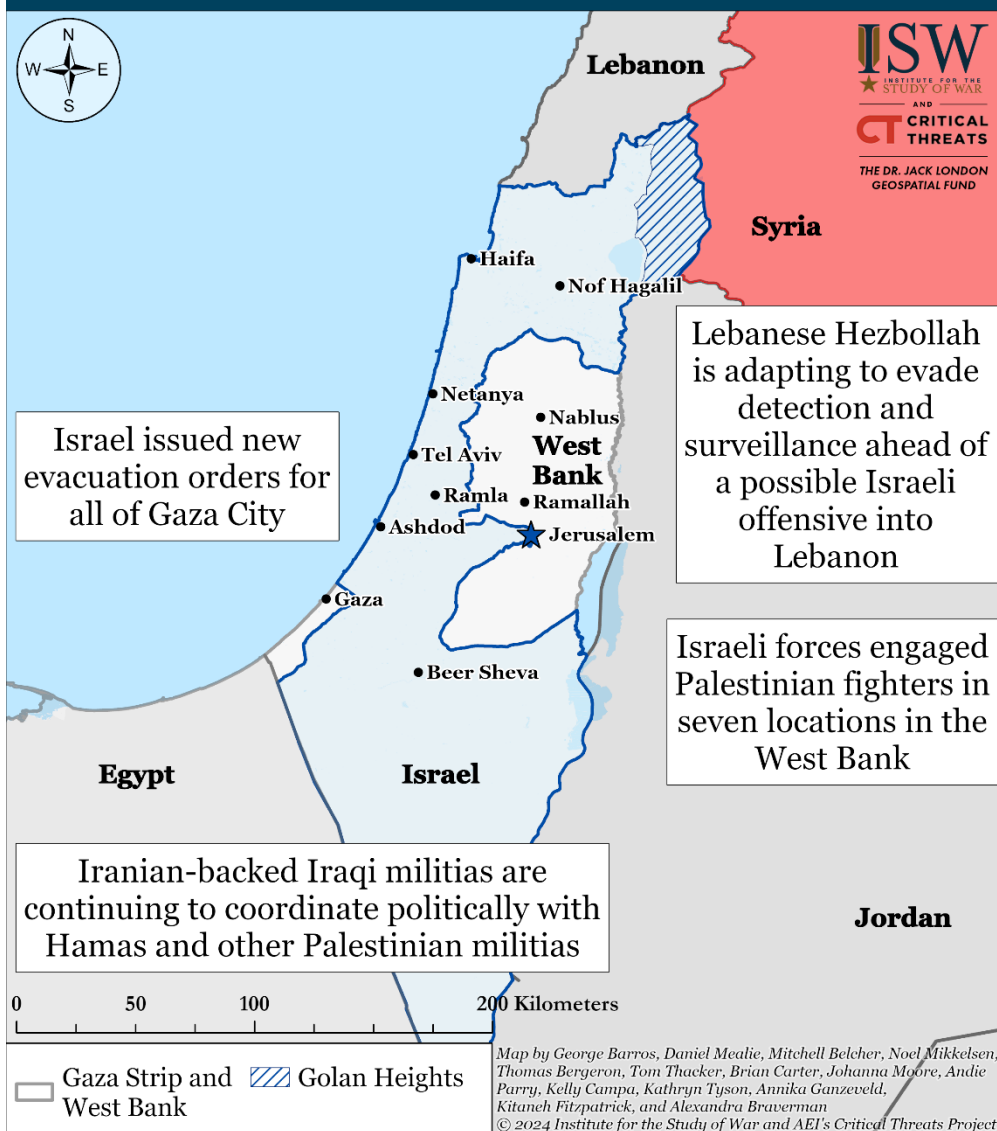 N
W
E
S
Lebanon
ISW
INSTITUTE FOR THE
STUDY OF WAR
AND
CT CRITICAL
THREATS
THE DR. JACK LONDON
GEOSPATIAL FUND
Syria
Haifa
Nof Hagalil
Lebanese Hezbollah
is adapting to evade
detection and
surveillance ahead of
a possible Israeli
offensive into
Lebanon
Netanya
Nablus
Israel issued new
evacuation orders for
all of Gaza City
West
Bank
Tel Aviv
Ramla
Ramallah
Ashdod
Jerusalem
Gaza
Israeli forces engaged
Palestinian fighters in
seven locations in the
West Bank
Beer Sheva
Egypt
Israel
Iranian-backed Iraqi militias are
continuing to coordinate politically with
Hamas and other Palestinian militias
Jordan
0 50 100 200 Kilometers
Gaza Strip and
West Bank
Golan Heights
Map by George Barros, Daniel Mealie, Mitchell Belcher, Noel Mikkelsen,
Thomas Bergeron, Tom Thacker, Brian Carter, Johanna Moore, Andie
Parry, Kelly Campa, Kathryn Tyson, Annika Ganzeveld,
Kitaneh Fitzpatrick, and Alexandra Braverman
© 2024 Institute for the Study of War and AEI's Critical Threats Project